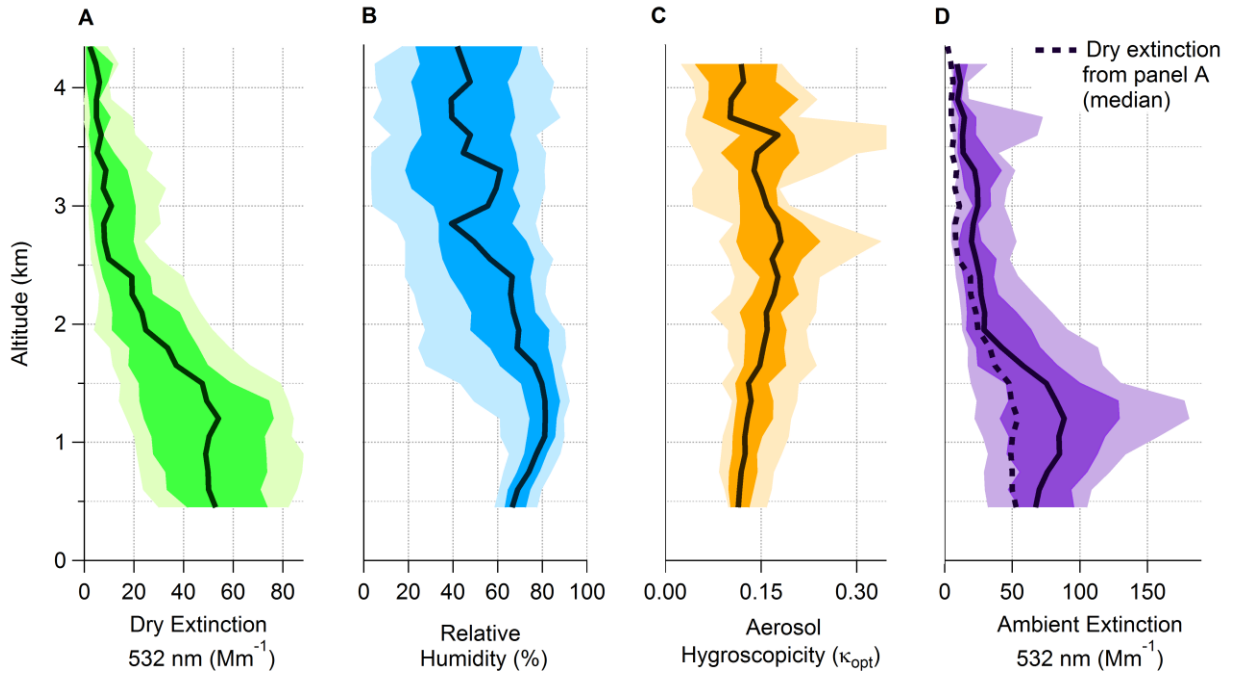 A
B
C
D
Dry extinction
from panel A
(median)
Altitude (km)
4
3
2
1
0
0 20 40 60 80
0 20 40 60 80 100
0.00 0.15 0.30
0 50 100 150
Dry Extinction
532 nm (Mm⁻¹)
Relative
Humidity (%)
Aerosol
Hygroscopicity (κopt)
Ambient Extinction
532 nm (Mm⁻¹)